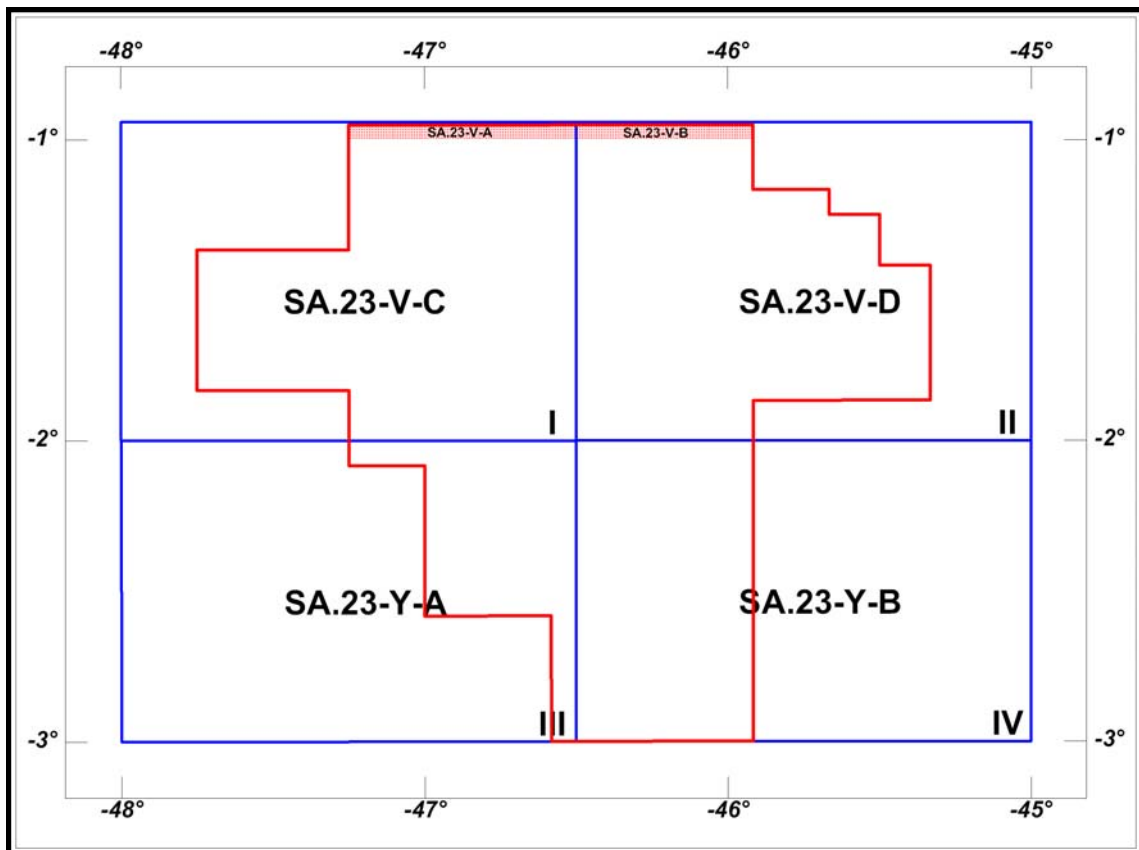 -48° -47° -46° -45°
-1° SA.23-V-A SA.23-V-B -1°
SA.23-V-C SA.23-V-D
I II
-2° -2°
SA.23-Y-A SA.23-Y-B
III IV
-3° -3°
-48° -47° -46° -45°